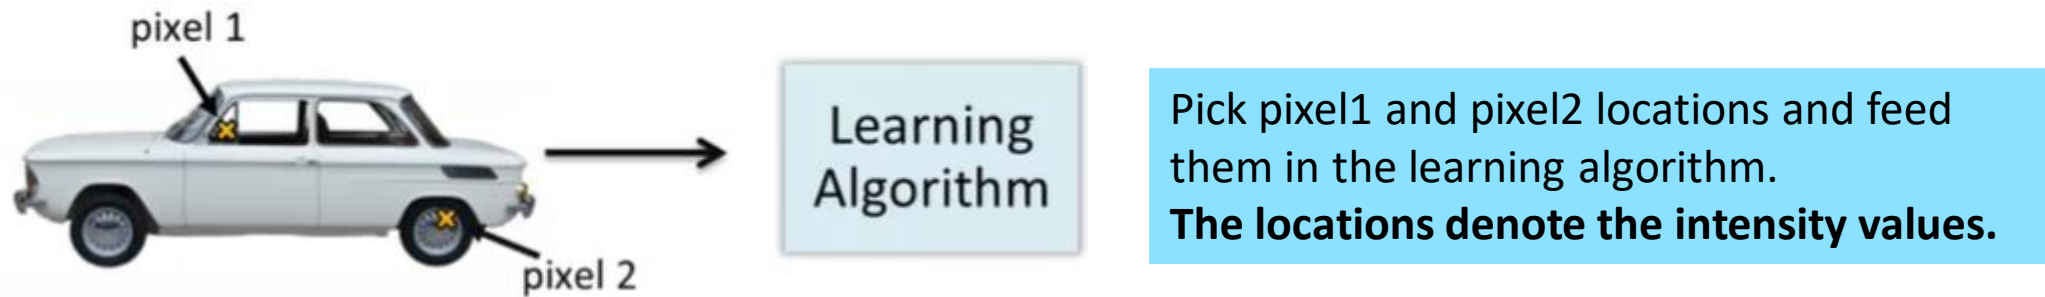 pixel 1
Learning
Algorithm
pixel 2
Pick pixel1 and pixel2 locations and feed
them in the learning algorithm.
The locations denote the intensity values.